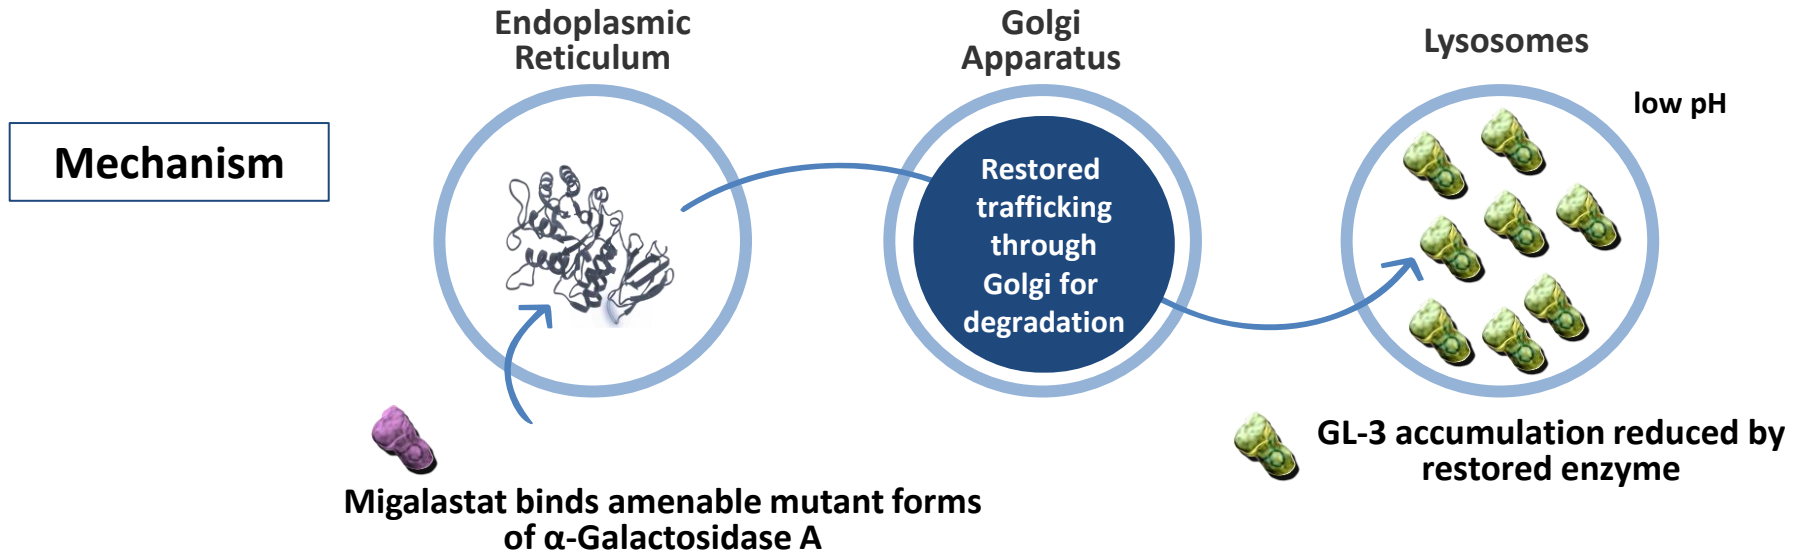 Mechanism
Endoplasmic
Reticulum
Golgi
Apparatus
Lysosomes
low pH
Restored
trafficking
through
Golgi for
degradation
Migalastat binds amenable mutant forms
of α-Galactosidase A
GL-3 accumulation reduced by
restored enzyme